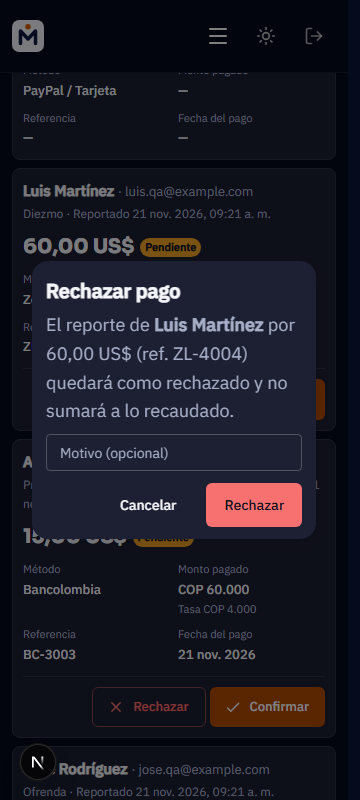 PayPal / Tarjeta
—
Referencia
Fecha del pago
—
—
Luis Martínez · luis.qa@example.com
Diezmo · Reportado 21 nov. 2026, 09:21 a. m.
60,00 US$ Pendiente
Rechazar pago
El reporte de Luis Martínez por
60,00 US$ (ref. ZL-4004)
quedará como rechazado y no
sumará a lo recaudado.
Motivo (opcional)
Cancelar
Rechazar
Método
Monto pagado
Bancolombia
COP 60.000
Tasa COP 4.000
Referencia
Fecha del pago
BC-3003
21 nov. 2026
Rechazar
Confirmar
Rodríguez · jose.qa@example.com
Ofrenda · Reportado 21 nov. 2026, 09:21 a. m.